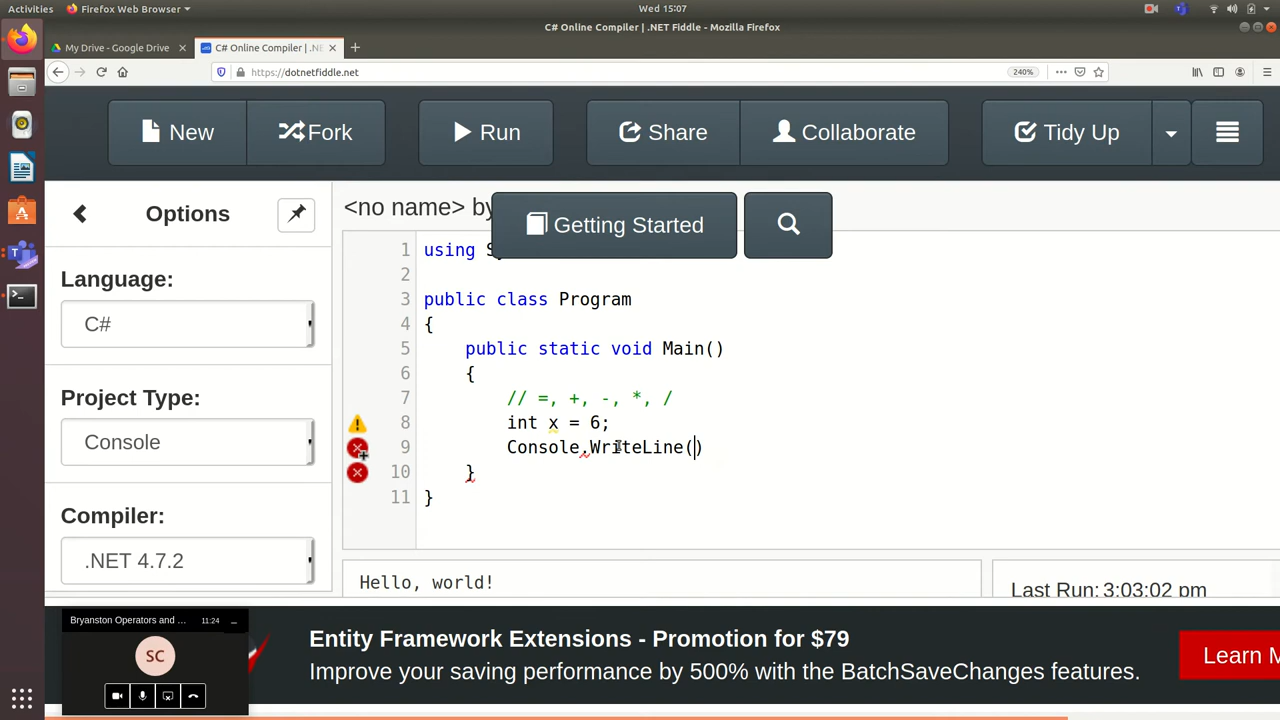 Activities
Firefox Web Browser
Wed 15:07
C# Online Compiler | .NET Fiddle - Mozilla Firefox
My Drive - Google Drive
C# Online Compiler | .NE
https://dotnetfiddle.net
240%
New
Fork
Run
Share
Collaborate
Tidy Up
Options
<no name> by
Getting Started
Language:
C#
Project Type:
Console
Compiler:
.NET 4.7.2
1 using
2
3 public class Program
4 {
5 public static void Main()
6 {
7 // =, +, -, *, /
8 int x = 6;
9 Console.WriteLine()
10 }
11 }
Hello, world!
Last Run: 3:03:02 pm
Bryanston Operators and ...
11:24
SC
Entity Framework Extensions - Promotion for $79
Improve your saving performance by 500% with the BatchSaveChanges features.
Learn M